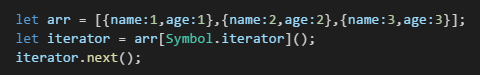 let arr = [{name:1,age:1},{name:2,age:2},{name:3,age:3}];
let iterator = arr[Symbol.iterator]();
iterator.next();